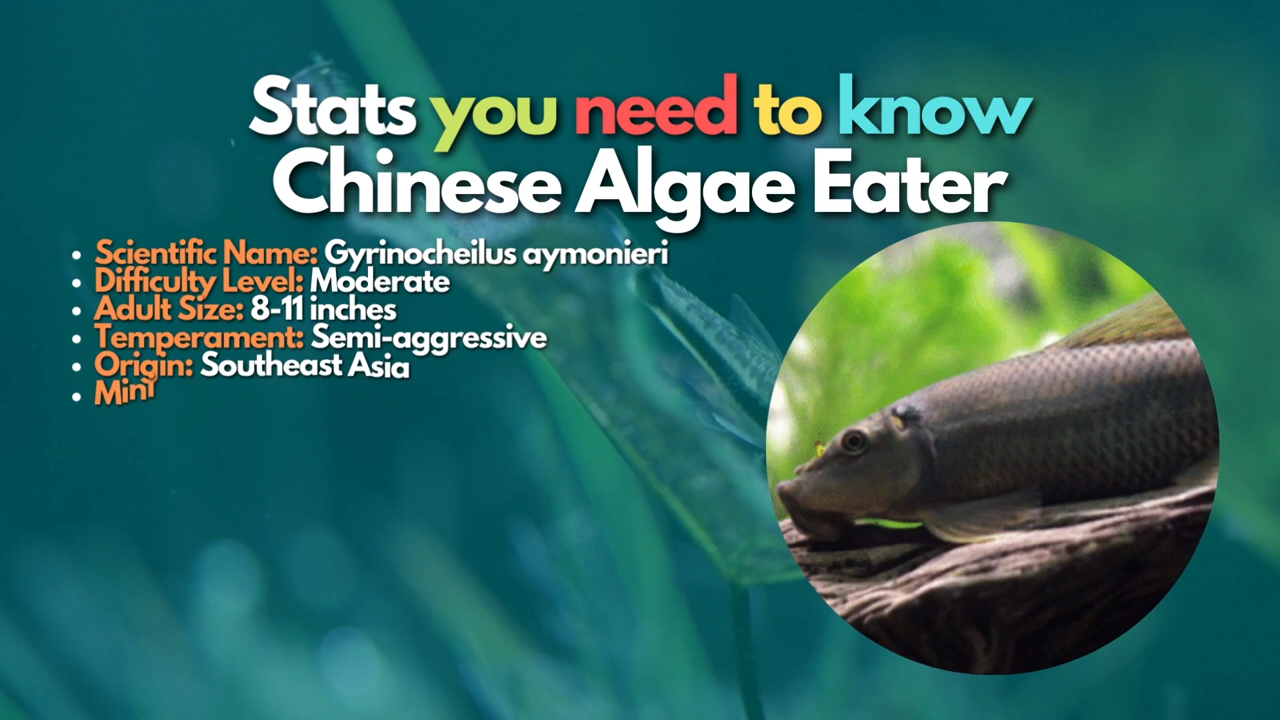 Stats you need to know
Chinese Algae Eater
• Scientific Name: Gyrinocheilus aymonieri
• Difficulty Level: Moderate
• Adult Size: 8-11 inches
• Temperament: Semi-aggressive
• Origin: Southeast Asia
• Mini